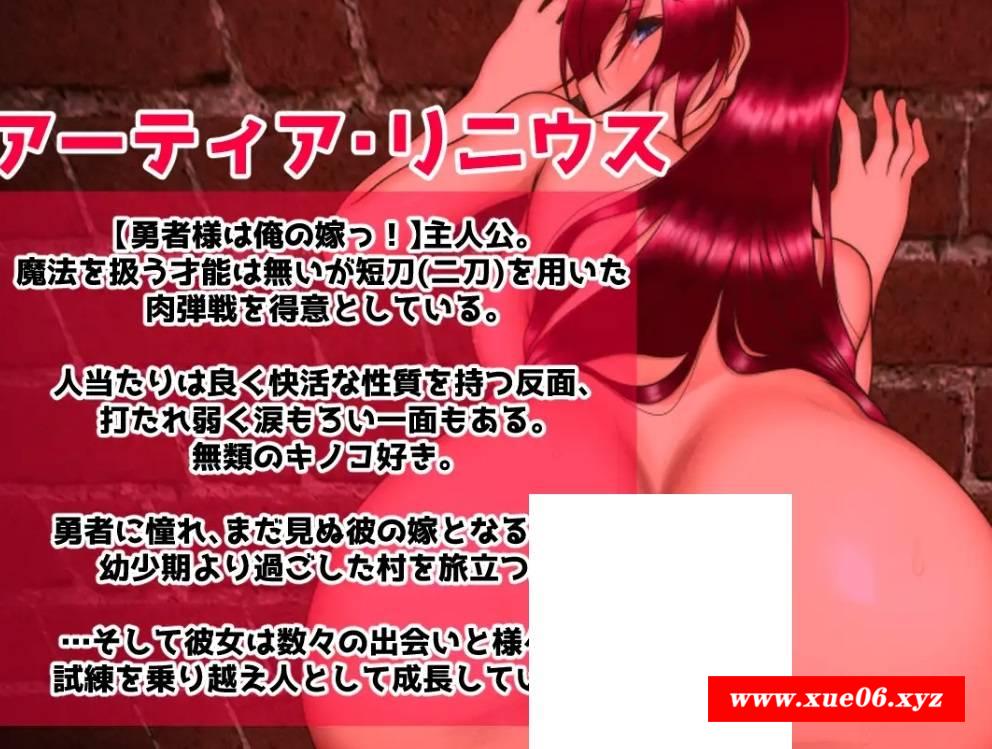 アーティア・リニウス
【勇者様は俺の嫁っ！】主人公。
魔法を扱う才能は無いが短刀(二刀)を用いた
肉弾戦を得意としている。
人当たりは良く快活な性質を持つ反面、
打たれ弱く涙もろい一面もある。
無類のキノコ好き。
勇者に憧れ、まだ見ぬ彼の嫁となる
幼少期より過ごした村を旅立つ
…そして彼女は数々の出会いと様
試練を乗り越え人として成長してい
www.xue06.xyz